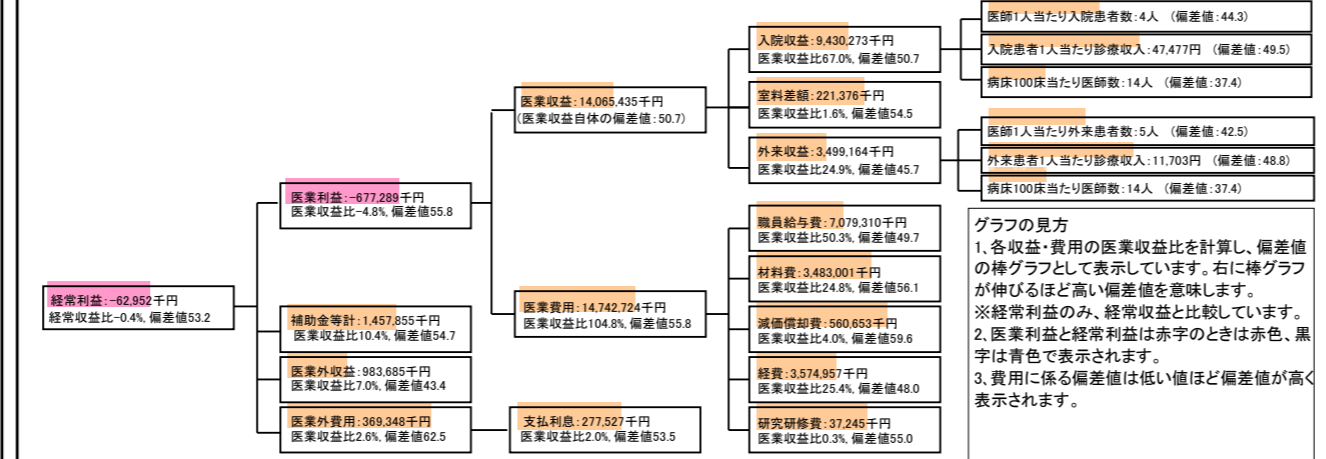 経常利益:-62,952千円
経常収益比-0.4%, 偏差値53.2
医業利益:-677,289千円
医業収益比-4.8%, 偏差値55.8
補助金等計:1,457,855千円
医業収益比10.4%, 偏差値54.7
医業外収益:983,685千円
医業収益比7.0%, 偏差値43.4
医業外費用:369,348千円
医業収益比2.6%, 偏差値62.5
医業収益:14,065,435千円
(医業収益自体の偏差値:50.7)
医業費用:14,742,724千円
医業収益比104.8%, 偏差値55.8
支払利息:277,527千円
医業収益比2.0%, 偏差値53.5
入院収益:9,430,273千円
医業収益比67.0%, 偏差値50.7
室料差額:221,376千円
医業収益比1.6%, 偏差値54.5
外来収益:3,499,164千円
医業収益比24.9%, 偏差値45.7
職員給与費:7,079,310千円
医業収益比50.3%, 偏差値49.7
材料費:3,483,001千円
医業収益比24.8%, 偏差値56.1
減価償却費:560,653千円
医業収益比4.0%, 偏差値59.6
経費:3,574,957千円
医業収益比25.4%, 偏差値48.0
研究研修費:37,245千円
医業収益比0.3%, 偏差値55.0
医師1人当たり入院患者数:4人 (偏差値:44.3)
入院患者1人当たり診療収入:47,477円 (偏差値:49.5)
病床100床当たり医師数:14人 (偏差値:37.4)
医師1人当たり外来患者数:5人 (偏差値:42.5)
外来患者1人当たり診療収入:11,703円 (偏差値:48.8)
病床100床当たり医師数:14人 (偏差値:37.4)
グラフの見方
1、各収益・費用の医業収益比を計算し、偏差値
の棒グラフとして表示しています。右に棒グラフ
が伸びるほど高い偏差値を意味します。
※経常利益のみ、経常収益と比較しています。
2、医業利益と経常利益は赤字のときは赤色、黒
字は青色で表示されます。
3、費用に係る偏差値は低い値ほど偏差値が高く
表示されます。